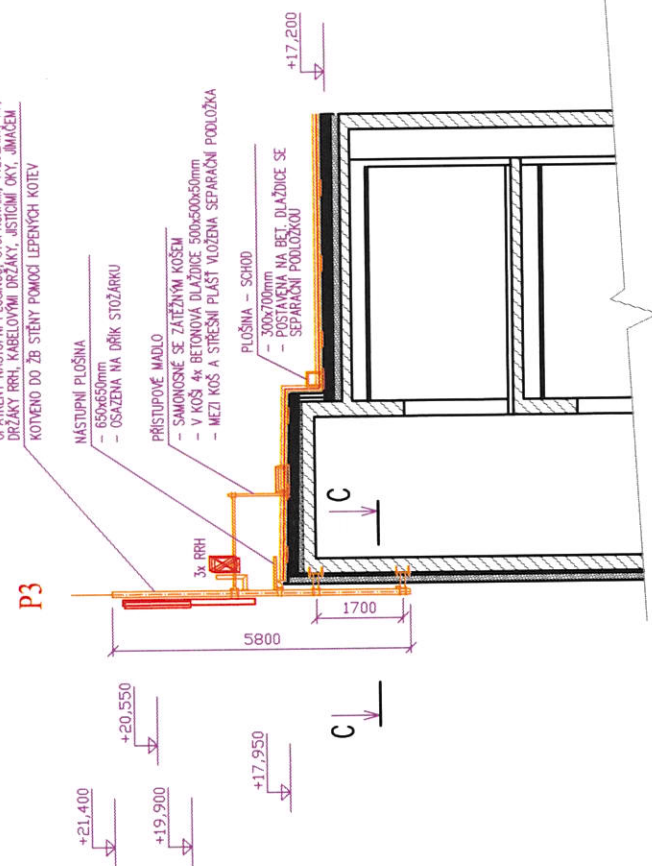 DRŽÁKY RRH, KABELOVÝMI DRŽÁKY, JISTÍCÍMI OKY, JÍMAČEM
KOTVENO DO ŽB STĚNY POMOCÍ LEPENÝCH KOTEV
NÁSTUPNÍ PLOŠINA
- 650x650mm
- OSAZENA NA DŘÍK STOŽÁRKU
PŘÍSTUPOVÉ MADLO
- SAMONOSNÉ SE ZÁTĚŽNÝM KOŠEM
- V KOŠI 4x BETONOVÁ DLAŽDICE 500x500x50mm
- MEZI KOŠ A STŘEŠNÍ PLÁŠŤ VLOŽENA SEPARAČNÍ PODLOŽKA
PLOŠINA - SCHOD
- 300x700mm
- POSTAVENA NA BET. DLAŽDICE SE
SEPARAČNÍ PODLOŽKOU
+17,200
P3
3x RRH
1700
5800
C
C
+21,400
+20,550
+19,900
+17,950